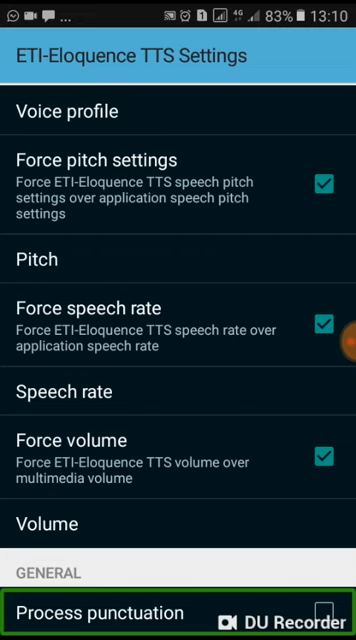 ... 4G 83% 13:10
ETI-Eloquence TTS Settings
Voice profile
Force pitch settings
Force ETI-Eloquence TTS speech pitch
settings over application speech pitch
settings
Pitch
Force speech rate
Force ETI-Eloquence TTS speech rate over
application speech rate
Speech rate
Force volume
Force ETI-Eloquence TTS volume over
multimedia volume
Volume
GENERAL
Process punctuation
DU Recorder